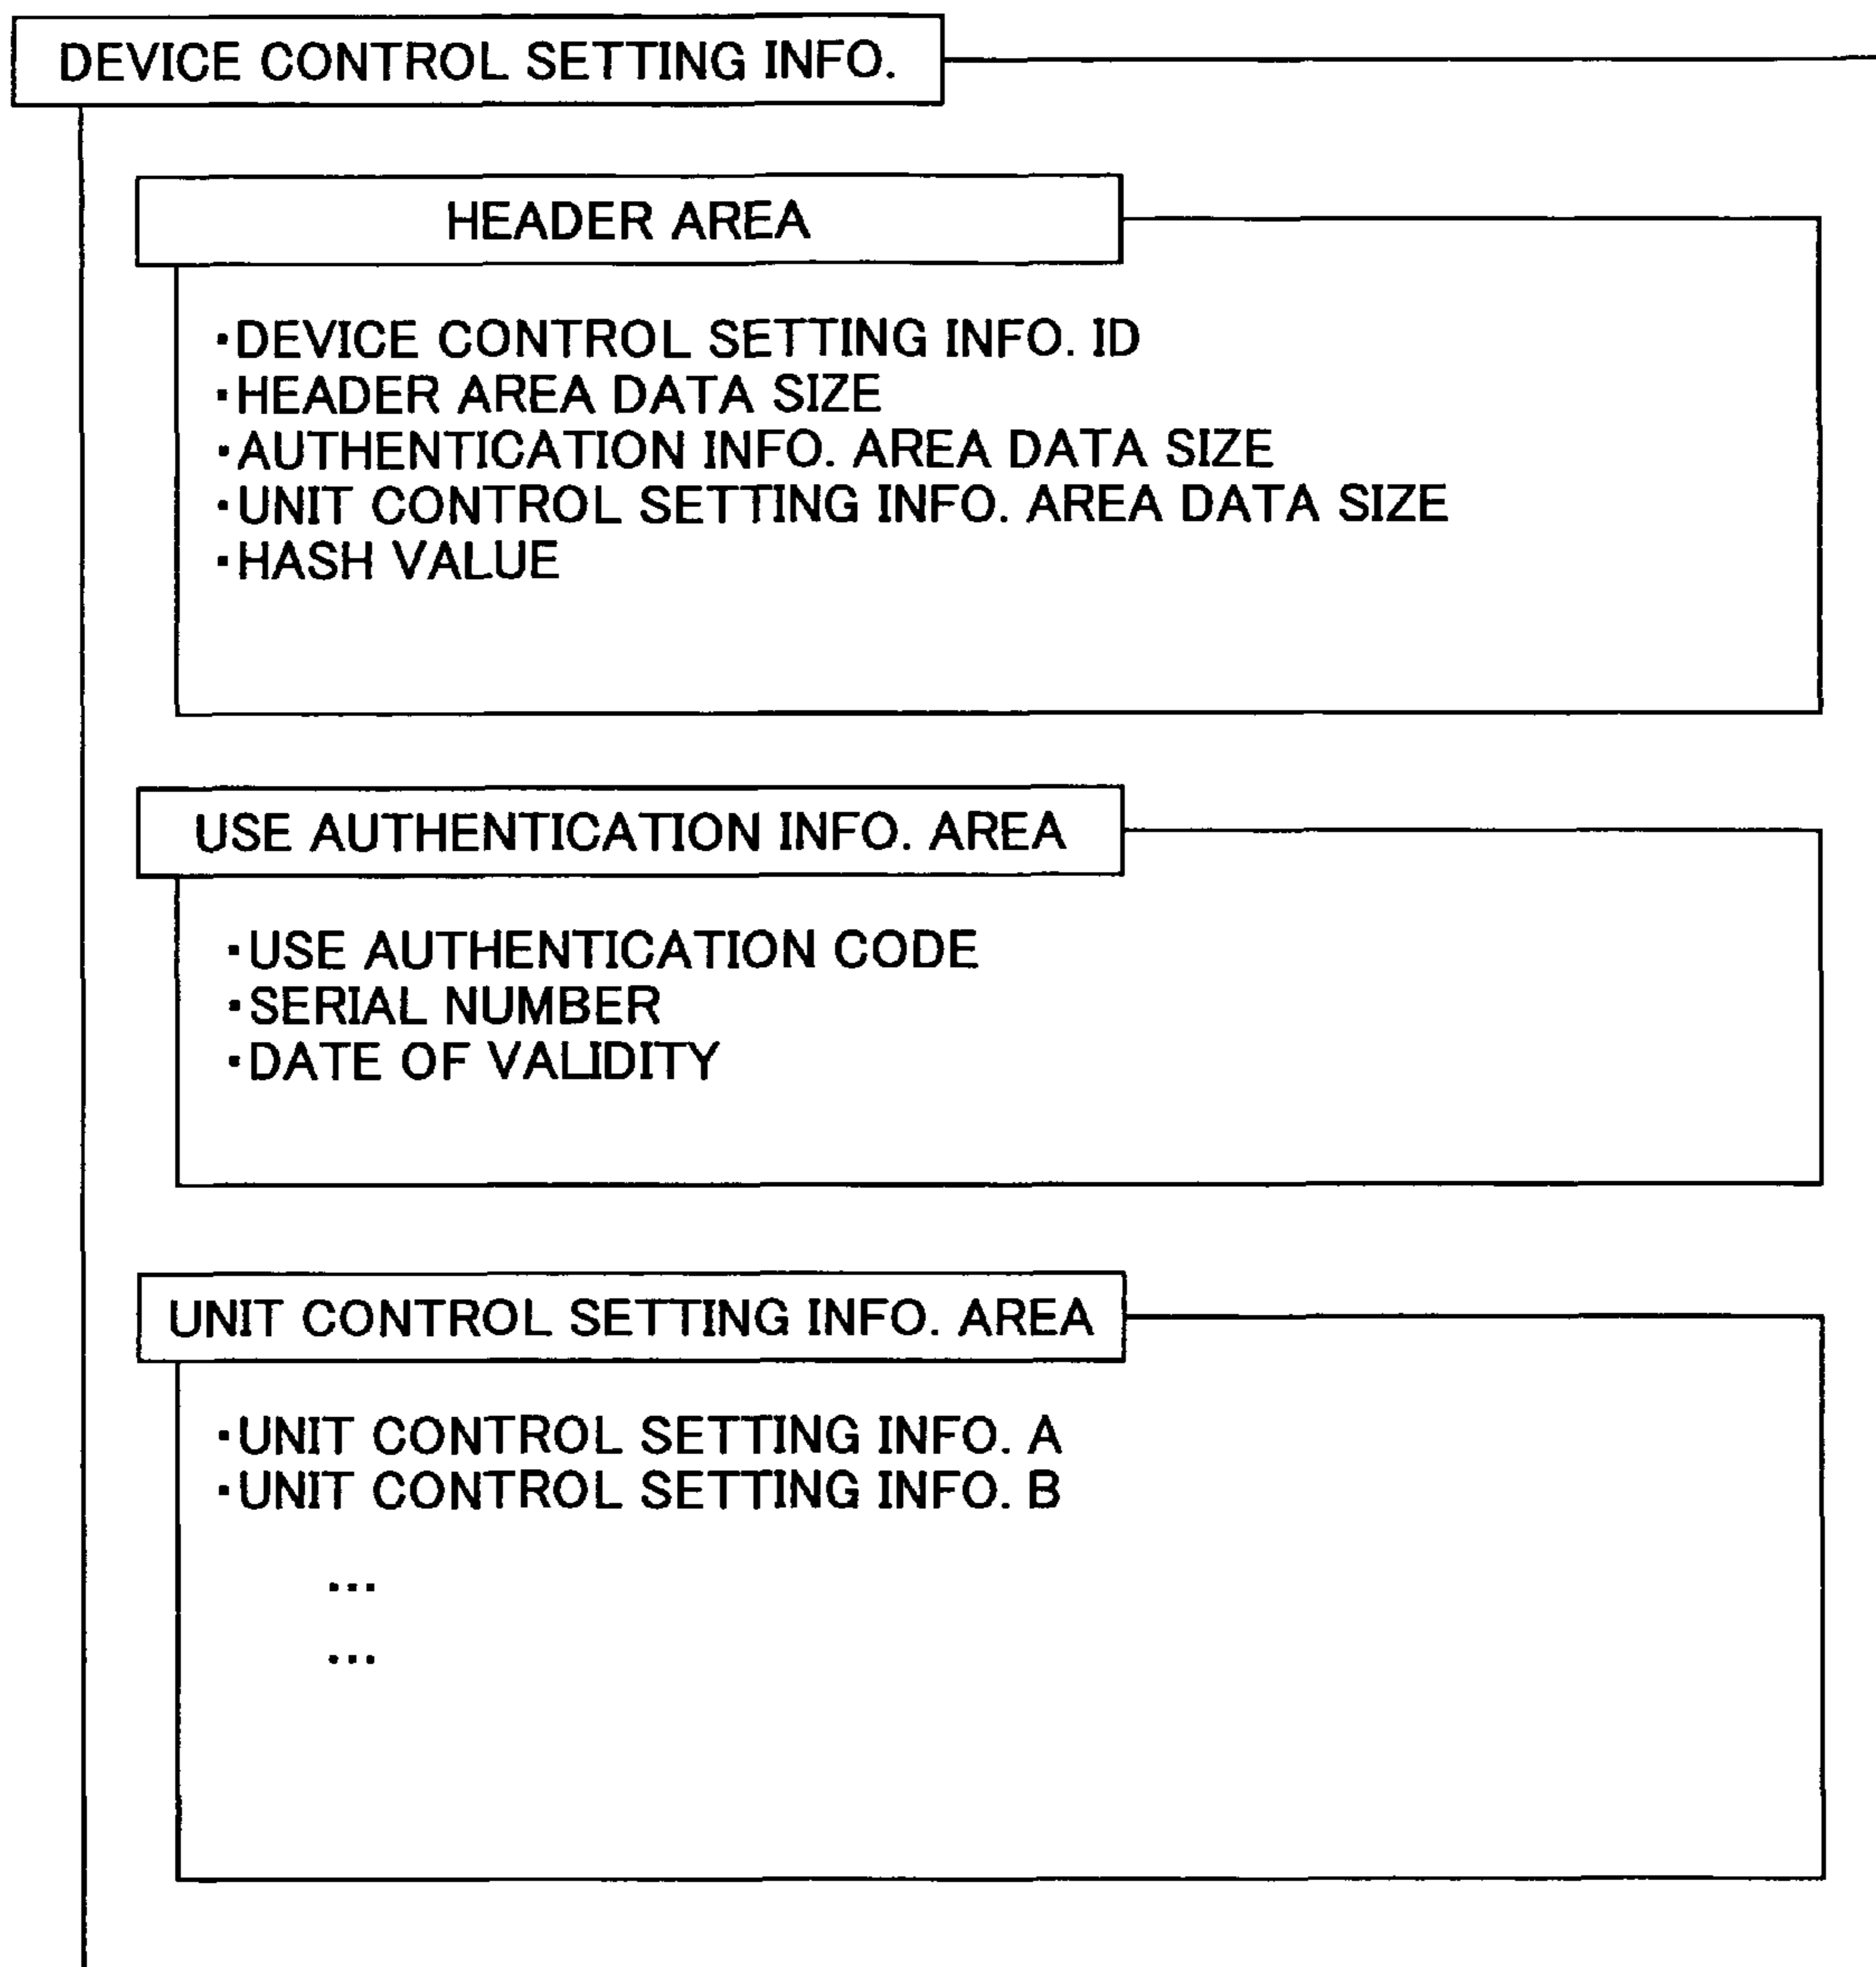 DEVICE CONTROL SETTING INFO.
HEADER AREA
・DEVICE CONTROL SETTING INFO. ID
・HEADER AREA DATA SIZE
・AUTHENTICATION INFO. AREA DATA SIZE
・UNIT CONTROL SETTING INFO. AREA DATA SIZE
・HASH VALUE
USE AUTHENTICATION INFO. AREA
・USE AUTHENTICATION CODE
・SERIAL NUMBER
・DATE OF VALIDITY
UNIT CONTROL SETTING INFO. AREA
・UNIT CONTROL SETTING INFO. A
・UNIT CONTROL SETTING INFO. B
...
...